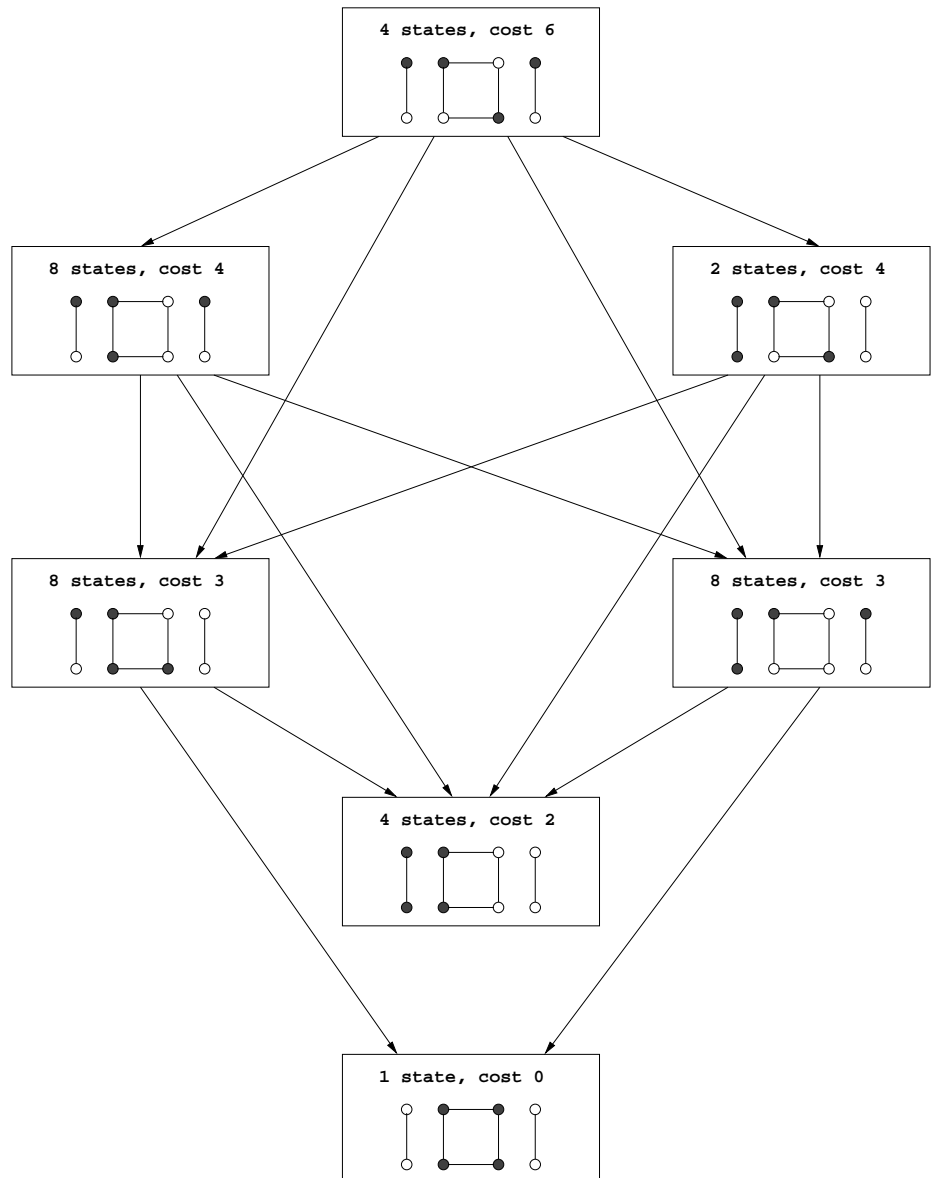 4 states, cost 6
8 states, cost 4
2 states, cost 4
8 states, cost 3
8 states, cost 3
4 states, cost 2
1 state, cost 0